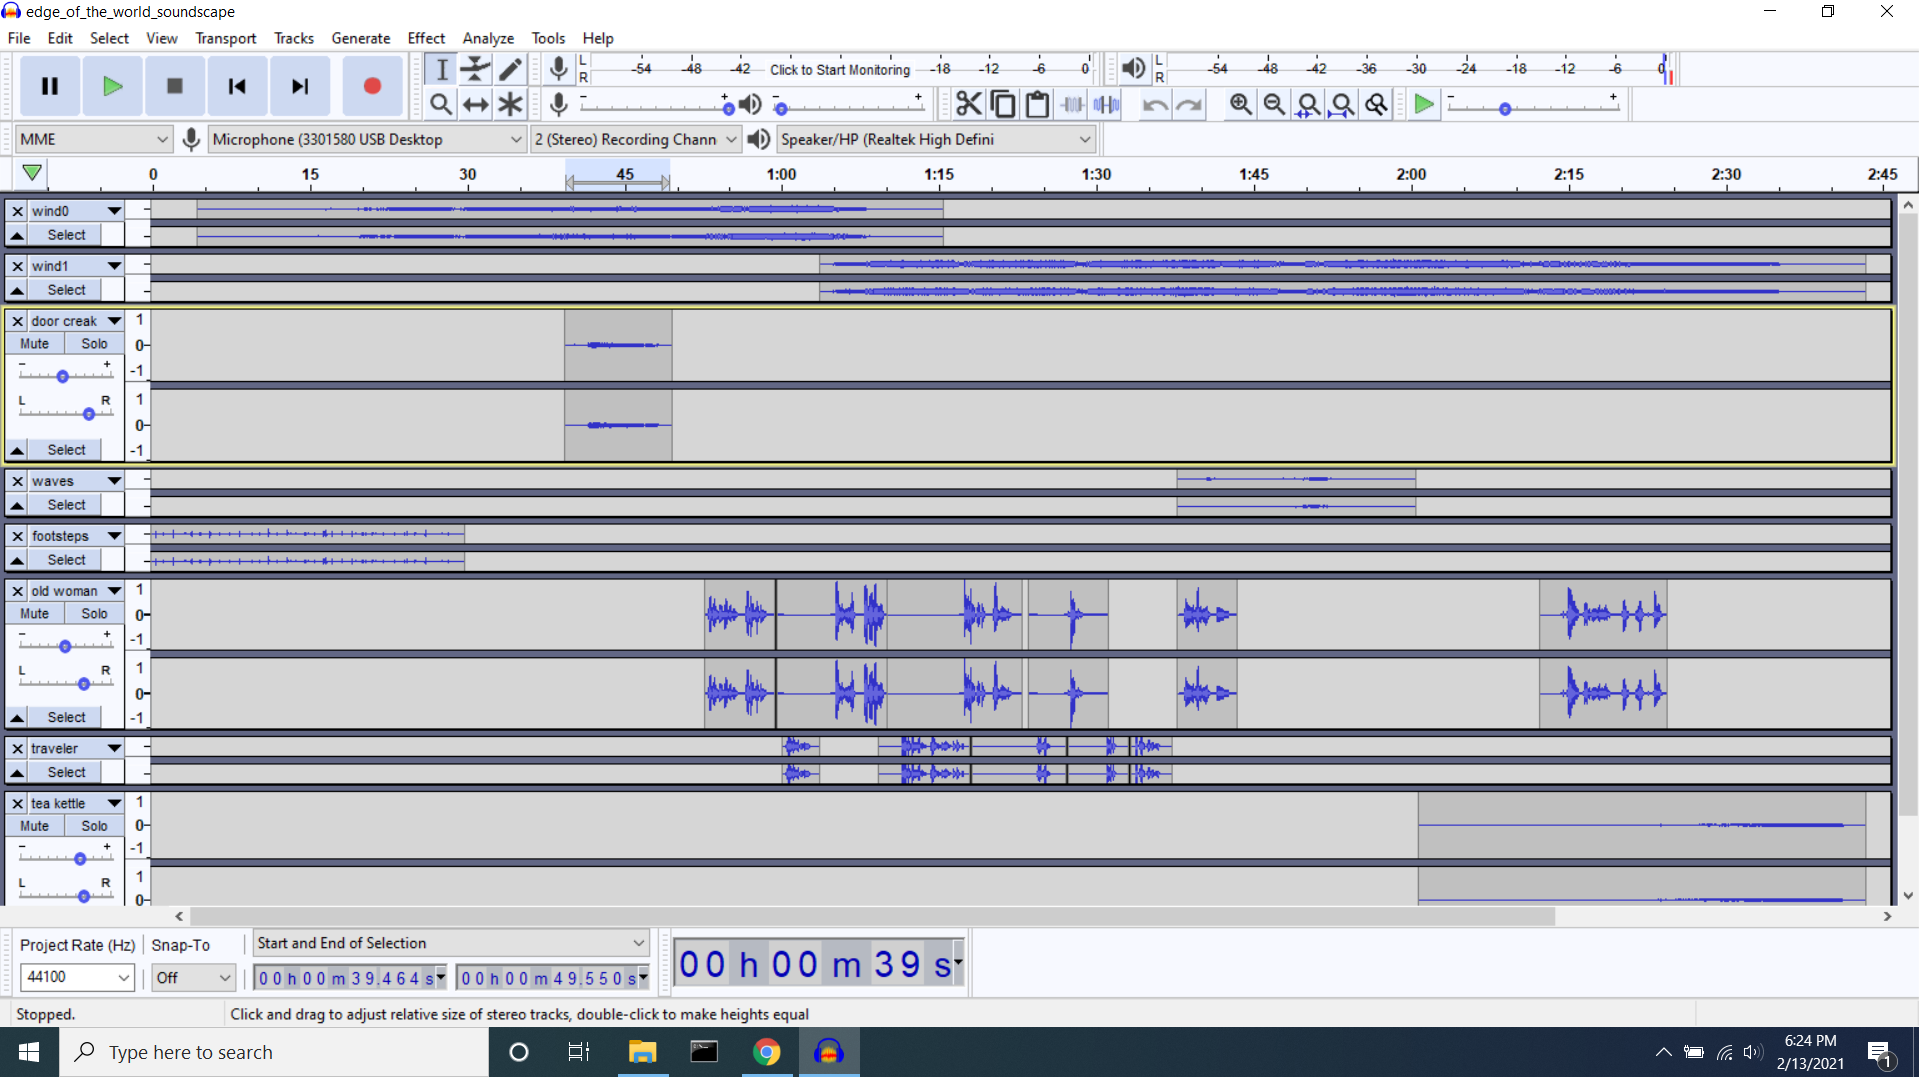 edge_of_the_world_soundscape
File Edit Select View Transport Tracks Generate Effect Analyze Tools Help
L R -54 -48 -42 Click to Start Monitoring -18 -12 -6 0
L R -54 -48 -42 -36 -30 -24 -18 -12 -6 0
- + - + - +
MME Microphone (3301580 USB Desktop 2 (Stereo) Recording Chann Speaker/HP (Realtek High Defini
0 15 30 45 1:00 1:15 1:30 1:45 2:00 2:15 2:30 2:45
wind0
Select
wind1
Select
door creak 1
Mute Solo 0
- + -1
L R 1
0
Select -1
waves
Select
footsteps
Select
old woman 1
Mute Solo 0
- + -1
L R 1
0
Select -1
traveler
Select
tea kettle 1
Mute Solo 0
- + -1
L R 1
0
Project Rate (Hz) Snap-To Start and End of Selection
44100 Off 00 h 00 m 39.464 s 00 h 00 m 49.550 s
00 h 00 m 39 s
Stopped. Click and drag to adjust relative size of stereo tracks, double-click to make heights equal
Type here to search
6:24 PM
2/13/2021
1